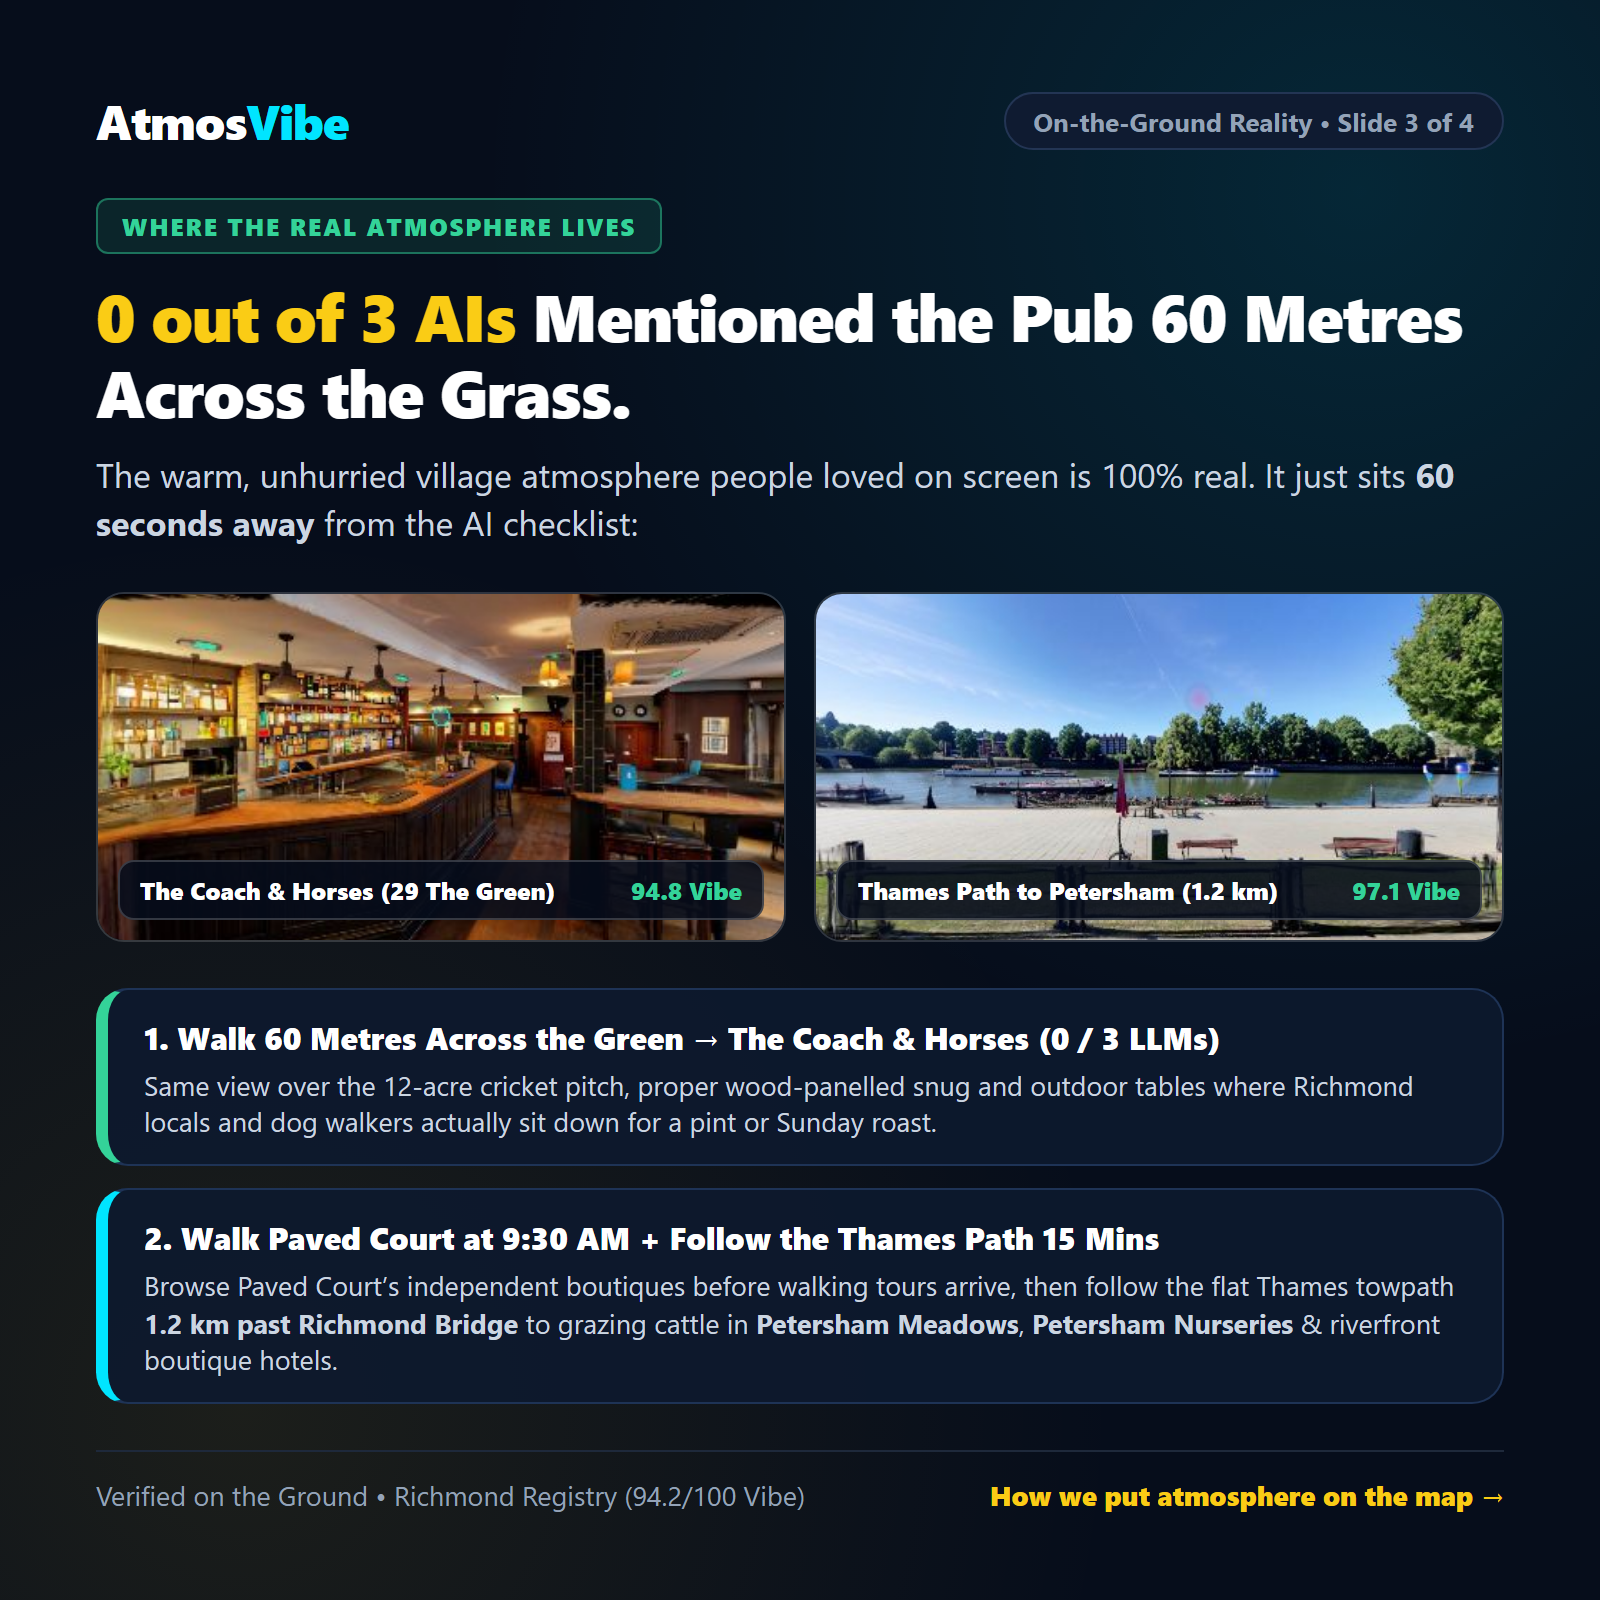 AtmosVibe
On-the-Ground Reality • Slide 3 of 4
WHERE THE REAL ATMOSPHERE LIVES
0 out of 3 AIs Mentioned the Pub 60 Metres
Across the Grass.
The warm, unhurried village atmosphere people loved on screen is 100% real. It just sits 60
seconds away from the AI checklist:
The Coach & Horses (29 The Green) 94.8 Vibe
Thames Path to Petersham (1.2 km) 97.1 Vibe
1. Walk 60 Metres Across the Green → The Coach & Horses (0 / 3 LLMs)
Same view over the 12-acre cricket pitch, proper wood-panelled snug and outdoor tables where Richmond
locals and dog walkers actually sit down for a pint or Sunday roast.
2. Walk Paved Court at 9:30 AM + Follow the Thames Path 15 Mins
Browse Paved Court’s independent boutiques before walking tours arrive, then follow the flat Thames towpath
1.2 km past Richmond Bridge to grazing cattle in Petersham Meadows, Petersham Nurseries & riverfront
boutique hotels.
Verified on the Ground • Richmond Registry (94.2/100 Vibe)
How we put atmosphere on the map →